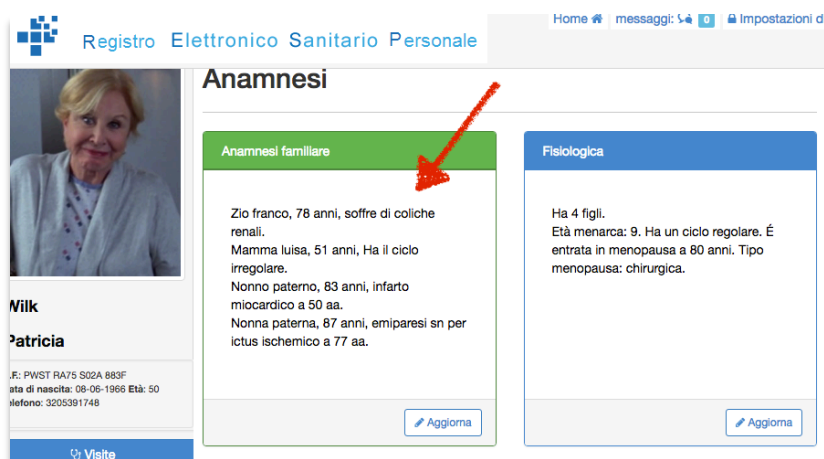 Home messaggi: 0 Impostazioni d
Registro Elettronico Sanitario Personale
Anamnesi
Anamnesi familiare
Zio franco, 78 anni, soffre di coliche
renali.
Mamma luisa, 51 anni, Ha il ciclo
irregolare.
Nonno paterno, 83 anni, infarto
miocardico a 50 aa.
Nonna paterna, 87 anni, emiparesi sn per
ictus ischemico a 77 aa.
Aggiorna
Fisiologica
Ha 4 figli.
Età menarca: 9. Ha un ciclo regolare. É
entrata in menopausa a 80 anni. Tipo
menopausa: chirurgica.
Aggiorna
Wilk
Patricia
.F.: PWST RA75 S02A 883F
ata di nascita: 08-06-1966 Età: 50
elefono: 3205391748
Visite